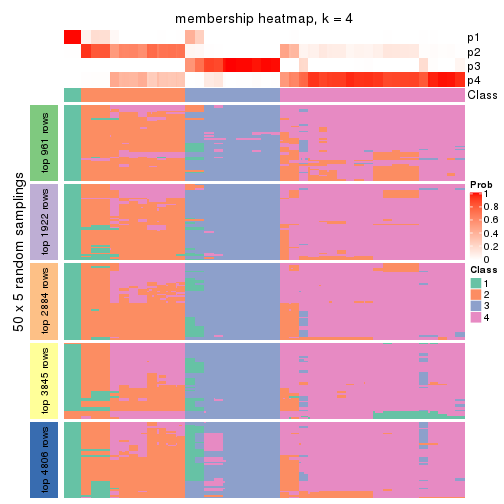 membership heatmap, k = 4
p1
p2
p3
p4
Class
50 x 5 random samplings
top 961 rows
top 1922 rows
top 2884 rows
top 3845 rows
top 4806 rows
Prob
1
0.8
0.6
0.4
0.2
0
Class
1
2
3
4